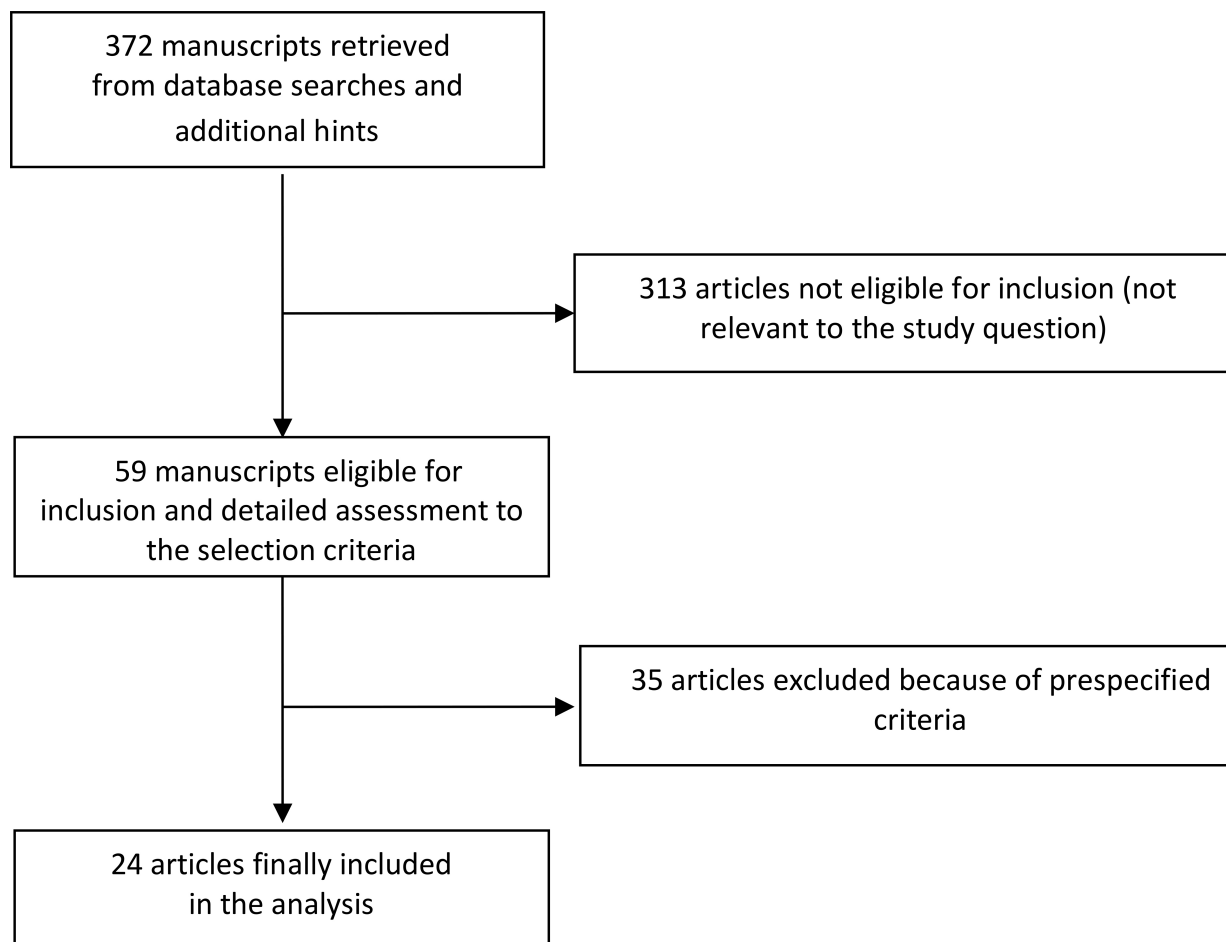 372 manuscripts retrieved
from database searches and
additional hints
313 articles not eligible for inclusion (not
relevant to the study question)
59 manuscripts eligible for
inclusion and detailed assessment to
the selection criteria
35 articles excluded because of prespecified
criteria
24 articles finally included
in the analysis